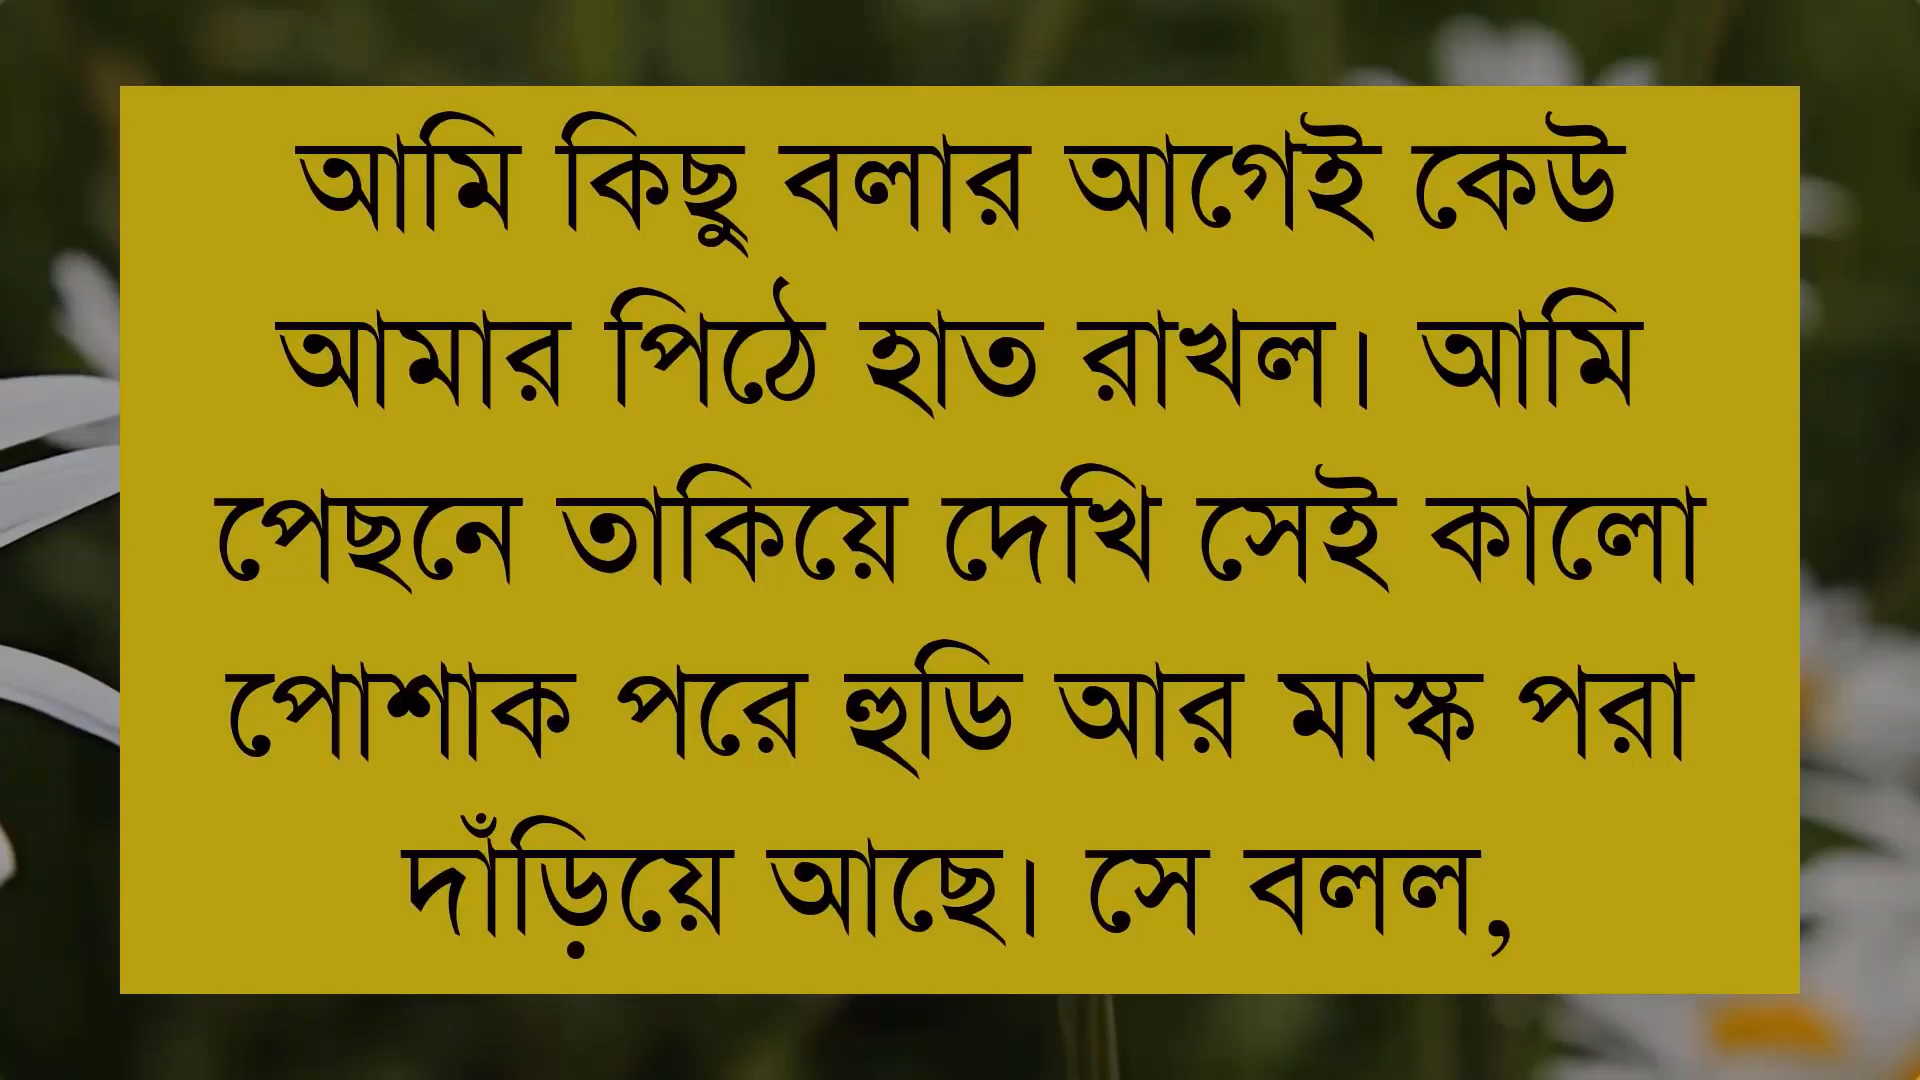 আমি কিছু বলার আগেই কেউ
আমার পিঠে হাত রাখল। আমি
পেছনে তাকিয়ে দেখি সেই কালো
পোশাক পরে হুডি আর মাস্ক পরা
দাঁড়িয়ে আছে। সে বলল,